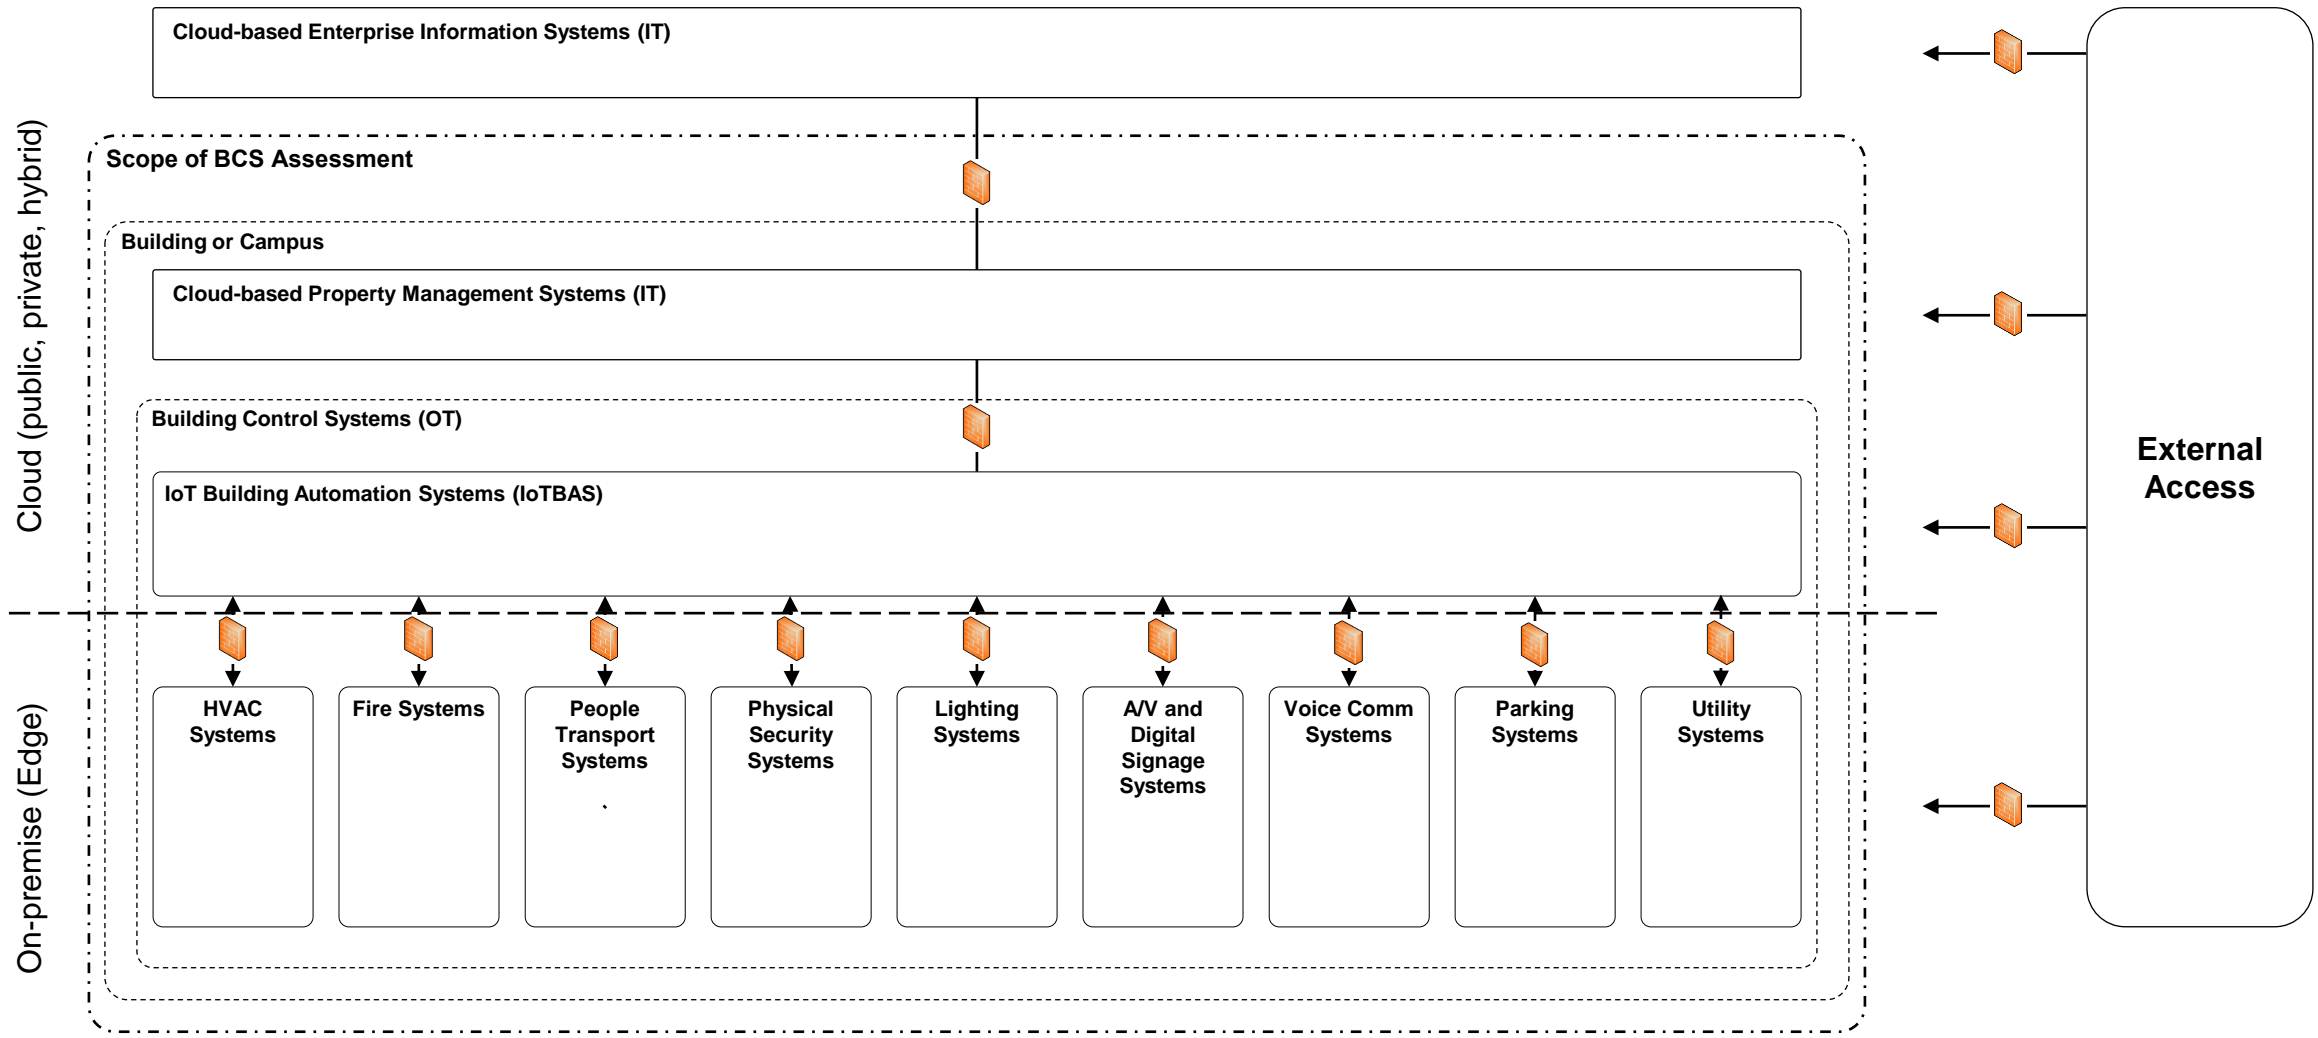 Cloud-based Enterprise Information Systems (IT)
Cloud (public, private, hybrid)
Scope of BCS Assessment
Building or Campus
Cloud-based Property Management Systems (IT)
Building Control Systems (OT)
IoT Building Automation Systems (IoTBAS)
External
Access
On-premise (Edge)
HVAC
Systems
Fire Systems
People
Transport
Systems
.
Physical
Security
Systems
Lighting
Systems
A/V and
Digital
Signage
Systems
Voice Comm
Systems
Parking
Systems
Utility
Systems